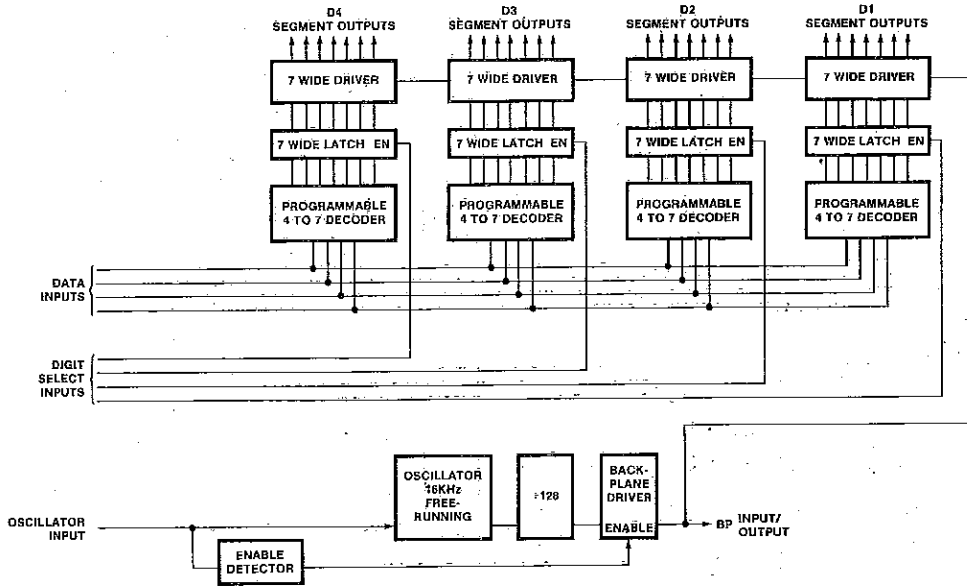 D4
SEGMENT OUTPUTS
D3
SEGMENT OUTPUTS
D2
SEGMENT OUTPUTS
D1
SEGMENT OUTPUTS
7 WIDE DRIVER
7 WIDE DRIVER
7 WIDE DRIVER
7 WIDE DRIVER
7 WIDE LATCH EN
7 WIDE LATCH EN
7 WIDE LATCH EN
7 WIDE LATCH EN
PROGRAMMABLE
4 TO 7 DECODER
PROGRAMMABLE
4 TO 7 DECODER
PROGRAMMABLE
4 TO 7 DECODER
PROGRAMMABLE
4 TO 7 DECODER
DATA
INPUTS
DIGIT
SELECT
INPUTS
OSCILLATOR
INPUT
ENABLE
DETECTOR
OSCILLATOR
16KHz
FREE-
RUNNING
÷128
BACK-
PLANE
DRIVER
ENABLE
BP INPUT/
OUTPUT